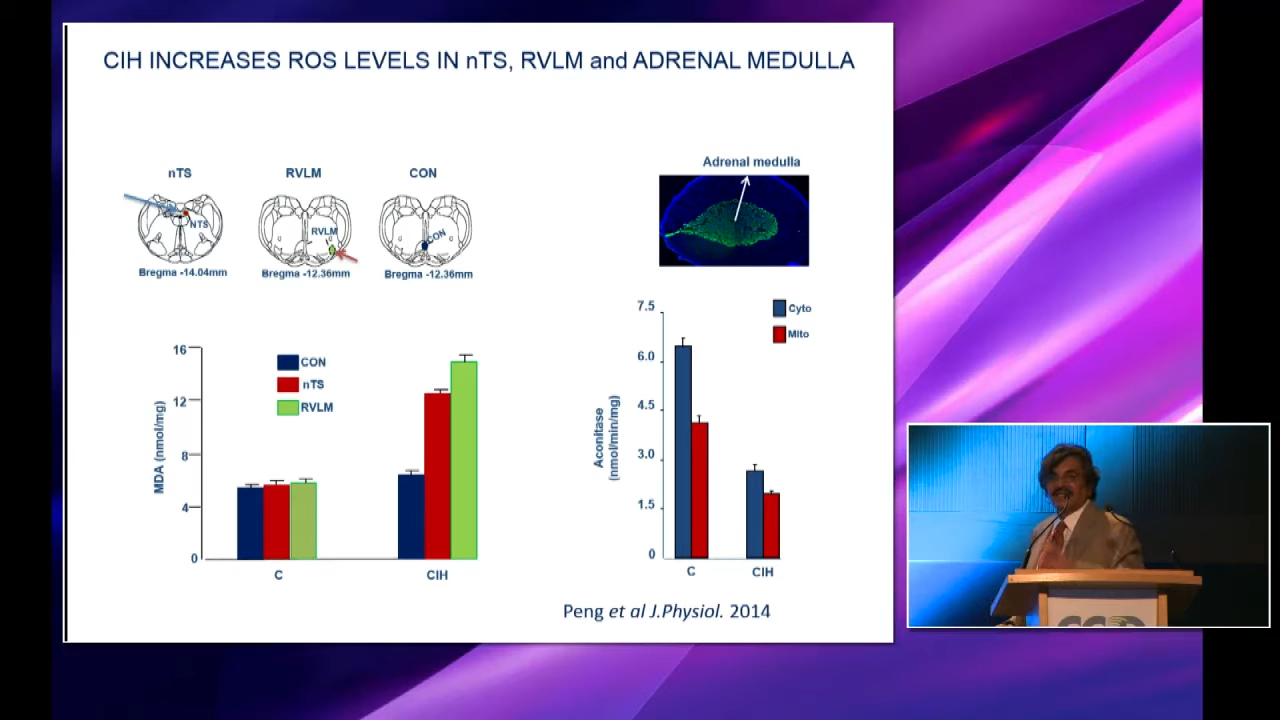 CIH INCREASES ROS LEVELS IN nTS, RVLM and ADRENAL MEDULLA
nTS
RVLM
CON
NTS
RVLM
CON
Bregma -14.04mm
Bregma -12.36mm
Bregma -12.36mm
Adrenal medulla
16
12
8
4
0
MDA (nmol/mg)
CON
nTS
RVLM
C
CIH
7.5
6.0
4.5
3.0
1.5
0
Aconitase
(nmol/min/mg)
Cyto
Mito
C
CIH
Peng et al J.Physiol. 2014